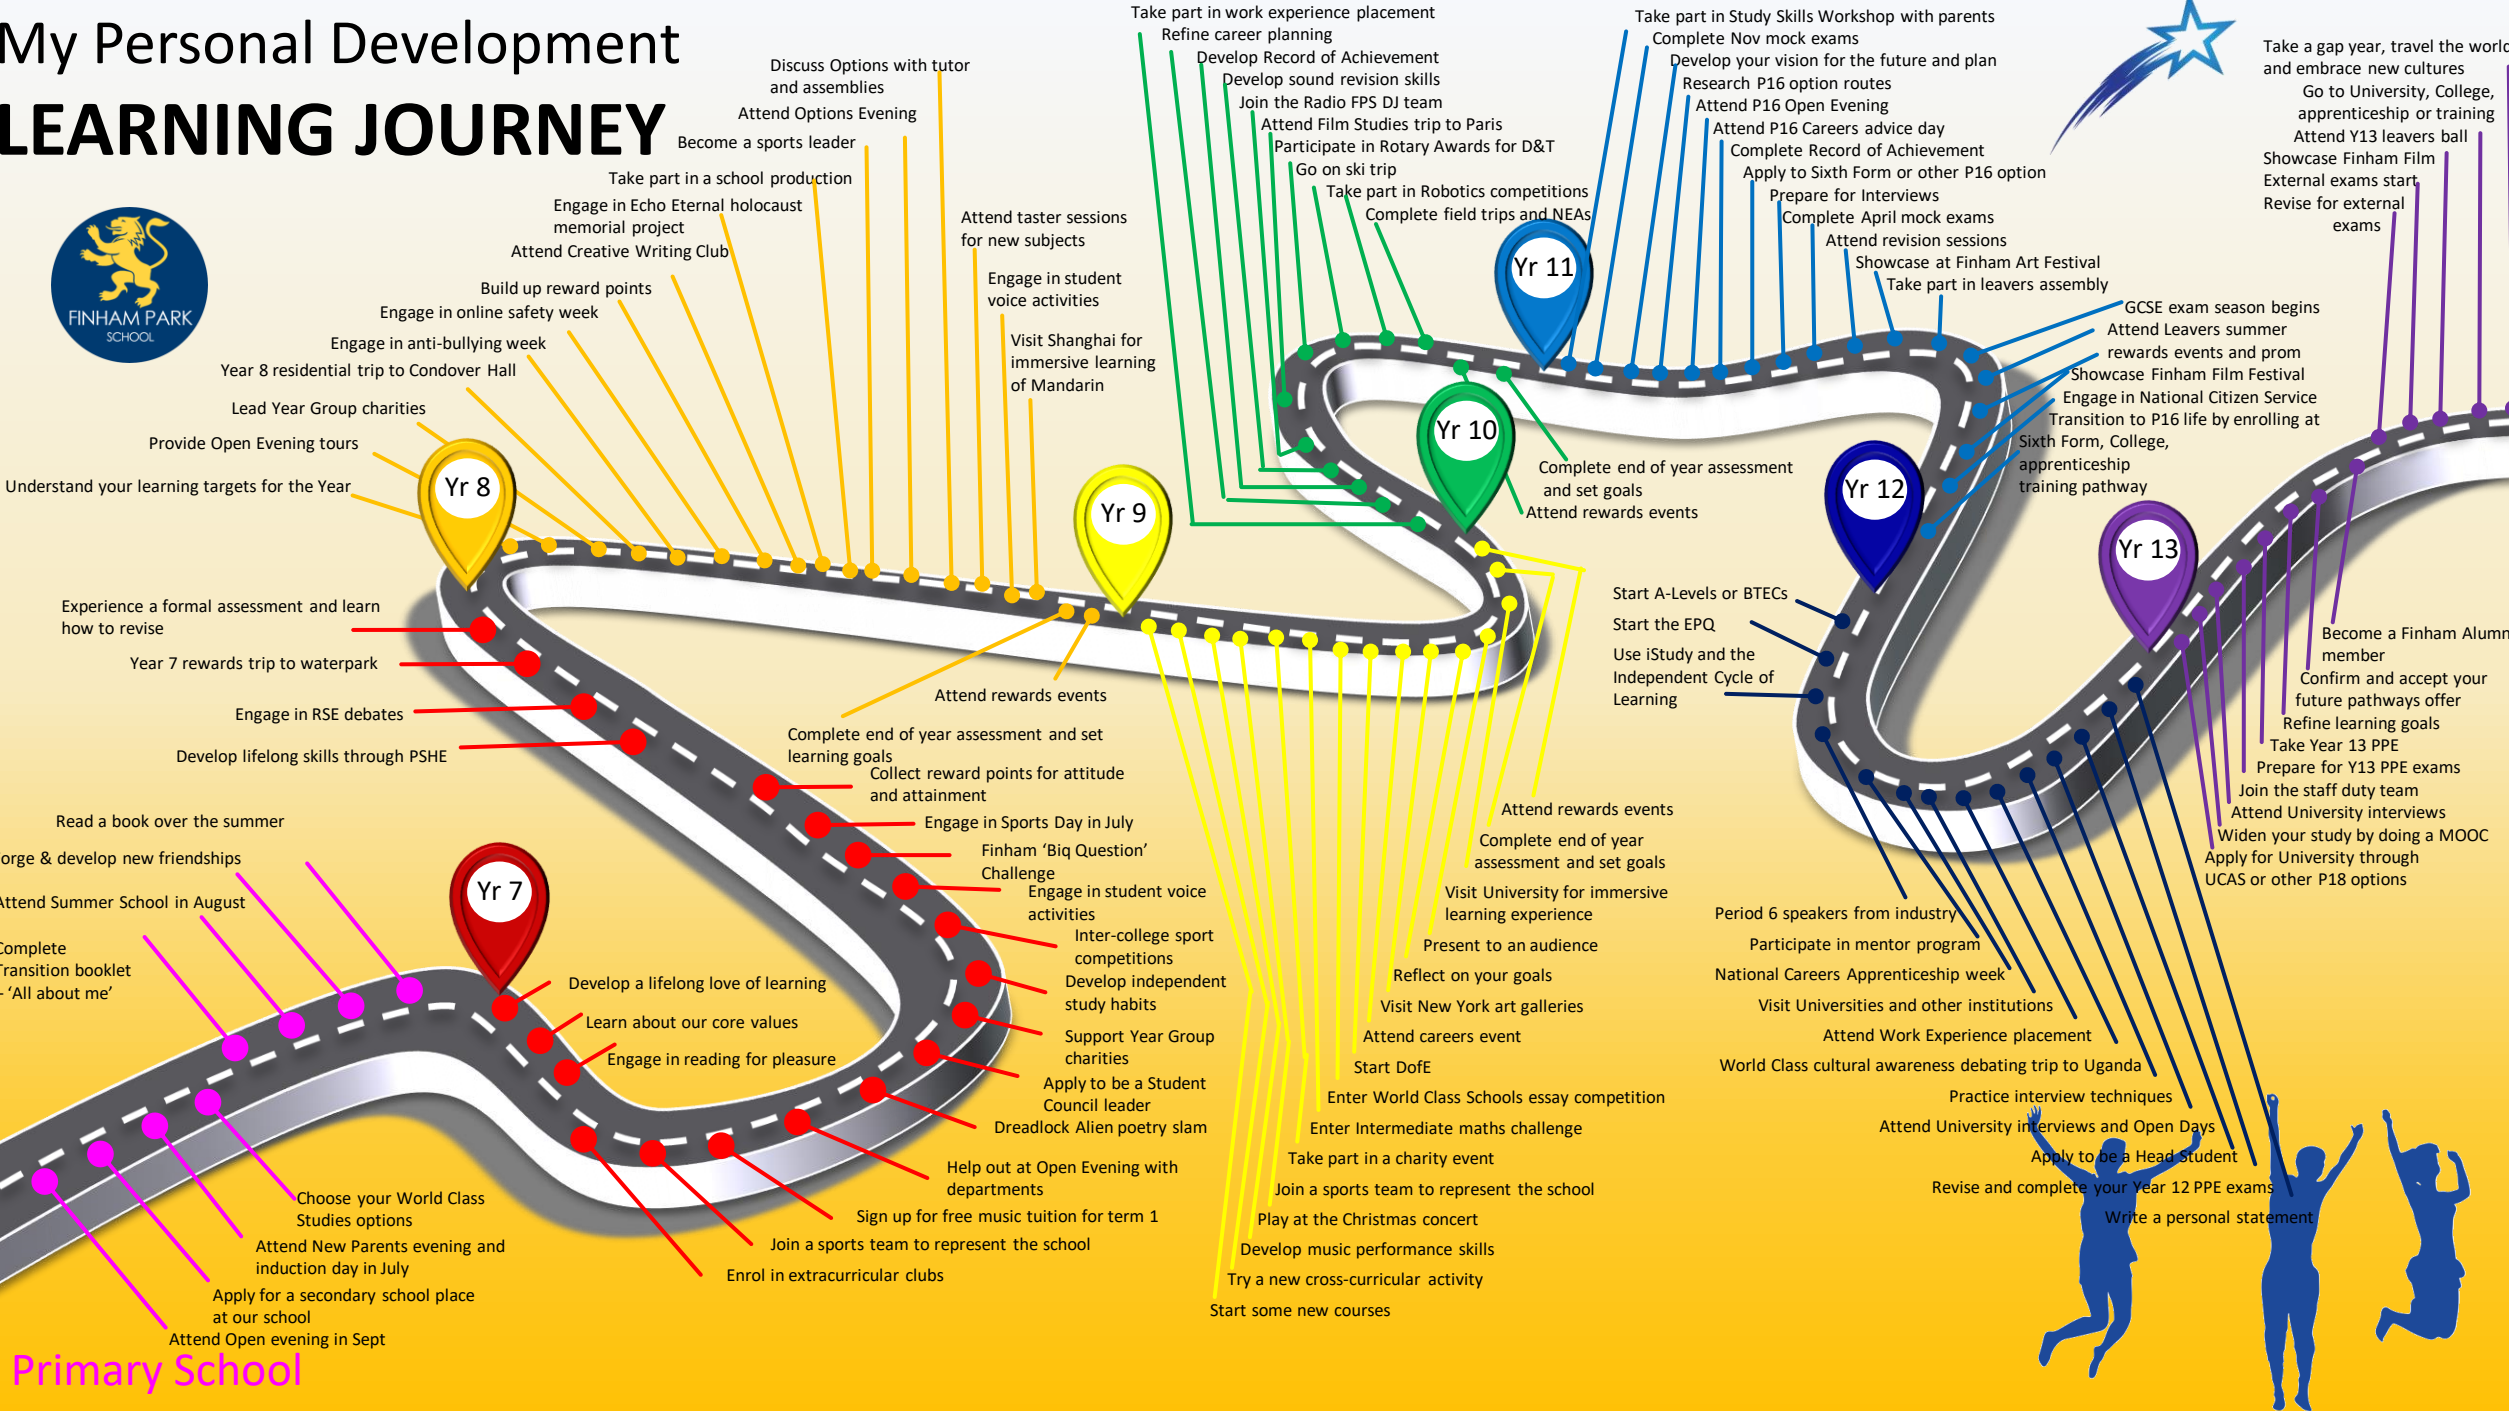 My Personal Development
LEARNING JOURNEY
FINHAM PARK
SCHOOL
Primary School
Attend Open evening in Sept
Apply for a secondary school place
at our school
Attend New Parents evening and
induction day in July
Choose your World Class
Studies options
Complete
Transition booklet
- ‘All about me’
Attend Summer School in August
orge & develop new friendships
Read a book over the summer
Yr 7
Develop a lifelong love of learning
Learn about our core values
Engage in reading for pleasure
Enrol in extracurricular clubs
Join a sports team to represent the school
Sign up for free music tuition for term 1
Help out at Open Evening with
departments
Dreadlock Alien poetry slam
Apply to be a Student
Council leader
Support Year Group
charities
Develop independent
study habits
Inter-college sport
competitions
Engage in student voice
activities
Finham ‘Biq Question’
Challenge
Engage in Sports Day in July
Collect reward points for attitude
and attainment
Develop lifelong skills through PSHE
Engage in RSE debates
Year 7 rewards trip to waterpark
Experience a formal assessment and learn
how to revise
Yr 8
Understand your learning targets for the Year
Provide Open Evening tours
Lead Year Group charities
Year 8 residential trip to Condover Hall
Engage in anti-bullying week
Engage in online safety week
Build up reward points
Attend Creative Writing Club
Engage in Echo Eternal holocaust
memorial project
Take part in a school production
Become a sports leader
Attend Options Evening
Discuss Options with tutor
and assemblies
Attend taster sessions
for new subjects
Engage in student
voice activities
Visit Shanghai for
immersive learning
of Mandarin
Complete end of year assessment and set
learning goals
Attend rewards events
Yr 9
Start some new courses
Try a new cross-curricular activity
Develop music performance skills
Play at the Christmas concert
Join a sports team to represent the school
Take part in a charity event
Enter Intermediate maths challenge
Enter World Class Schools essay competition
Start DofE
Attend careers event
Visit New York art galleries
Reflect on your goals
Present to an audience
Visit University for immersive
learning experience
Complete end of year
assessment and set goals
Attend rewards events
Yr 10
Take part in work experience placement
Refine career planning
Develop Record of Achievement
Develop sound revision skills
Join the Radio FPS DJ team
Attend Film Studies trip to Paris
Participate in Rotary Awards for D&T
Go on ski trip
Take part in Robotics competitions
Complete field trips and NEAs
Complete end of year assessment
and set goals
Attend rewards events
Yr 11
Take part in Study Skills Workshop with parents
Complete Nov mock exams
Develop your vision for the future and plan
Research P16 option routes
Attend P16 Open Evening
Attend P16 Careers advice day
Complete Record of Achievement
Apply to Sixth Form or other P16 option
Prepare for Interviews
Complete April mock exams
Attend revision sessions
Showcase at Finham Art Festival
Take part in leavers assembly
GCSE exam season begins
Attend Leavers summer
rewards events and prom
Showcase Finham Film Festival
Engage in National Citizen Service
Transition to P16 life by enrolling at
Sixth Form, College,
apprenticeship
training pathway
Yr 12
Start A-Levels or BTECs
Start the EPQ
Use iStudy and the
Independent Cycle of
Learning
Period 6 speakers from industry
Participate in mentor program
National Careers Apprenticeship week
Visit Universities and other institutions
Attend Work Experience placement
World Class cultural awareness debating trip to Uganda
Practice interview techniques
Attend University interviews and Open Days
Apply to be a Head Student
Revise and complete your Year 12 PPE exams
Write a personal statement
Yr 13
Apply for University through
UCAS or other P18 options
Widen your study by doing a MOOC
Attend University interviews
Join the staff duty team
Prepare for Y13 PPE exams
Take Year 13 PPE
Refine learning goals
Confirm and accept your
future pathways offer
Become a Finham Alumn
member
Revise for external
exams
External exams start
Showcase Finham Film
Attend Y13 leavers ball
Go to University, College,
apprenticeship or training
Take a gap year, travel the world
and embrace new cultures